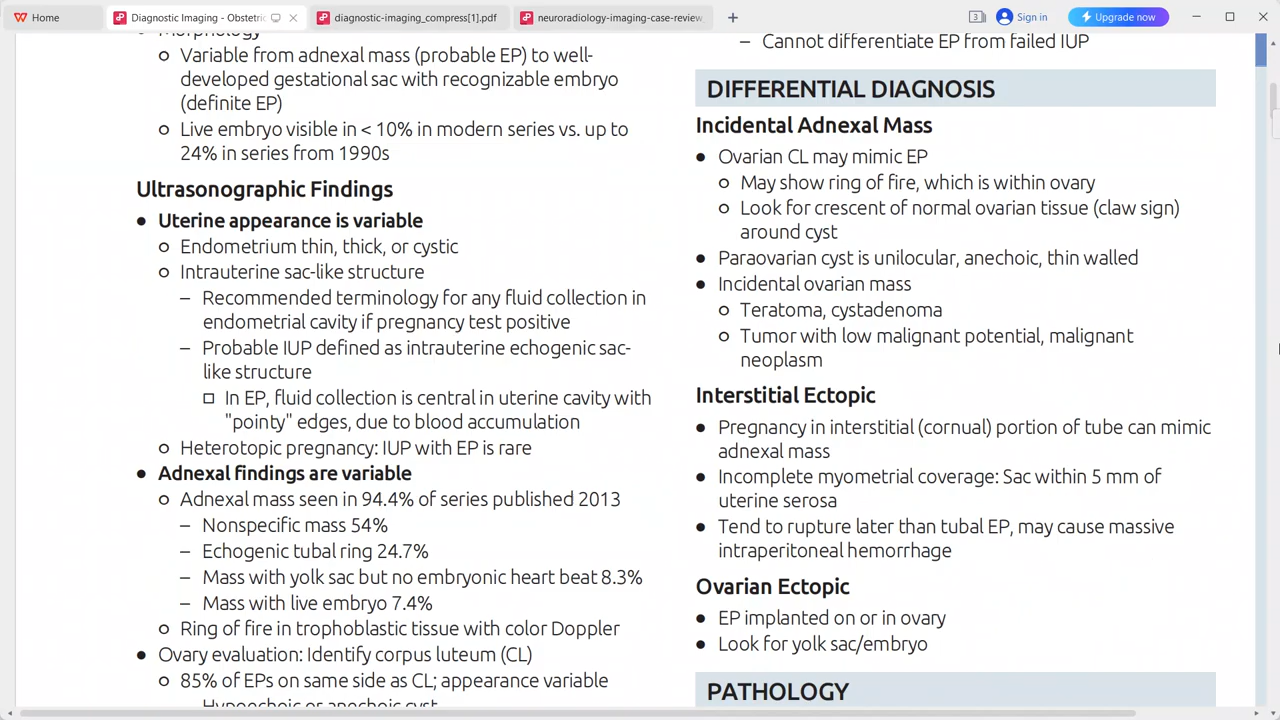 Home
Diagnostic Imaging - Obstetri
diagnostic-imaging_compress[1].pdf
neuroradiology-imaging-case-review
3
Sign in
Upgrade now
Morphology
Variable from adnexal mass (probable EP) to well-
developed gestational sac with recognizable embryo
(definite EP)
Live embryo visible in < 10% in modern series vs. up to
24% in series from 1990s
Ultrasonographic Findings
Uterine appearance is variable
Endometrium thin, thick, or cystic
Intrauterine sac-like structure
– Recommended terminology for any fluid collection in
endometrial cavity if pregnancy test positive
– Probable IUP defined as intrauterine echogenic sac-
like structure
In EP, fluid collection is central in uterine cavity with
"pointy" edges, due to blood accumulation
Heterotopic pregnancy: IUP with EP is rare
Adnexal findings are variable
Adnexal mass seen in 94.4% of series published 2013
– Nonspecific mass 54%
– Echogenic tubal ring 24.7%
– Mass with yolk sac but no embryonic heart beat 8.3%
– Mass with live embryo 7.4%
Ring of fire in trophoblastic tissue with color Doppler
Ovary evaluation: Identify corpus luteum (CL)
85% of EPs on same side as CL; appearance variable
Hypoechoic or anechoic cyst
– Cannot differentiate EP from failed IUP
DIFFERENTIAL DIAGNOSIS
Incidental Adnexal Mass
Ovarian CL may mimic EP
May show ring of fire, which is within ovary
Look for crescent of normal ovarian tissue (claw sign)
around cyst
Paraovarian cyst is unilocular, anechoic, thin walled
Incidental ovarian mass
Teratoma, cystadenoma
Tumor with low malignant potential, malignant
neoplasm
Interstitial Ectopic
Pregnancy in interstitial (cornual) portion of tube can mimic
adnexal mass
Incomplete myometrial coverage: Sac within 5 mm of
uterine serosa
Tend to rupture later than tubal EP, may cause massive
intraperitoneal hemorrhage
Ovarian Ectopic
EP implanted on or in ovary
Look for yolk sac/embryo
PATHOLOGY